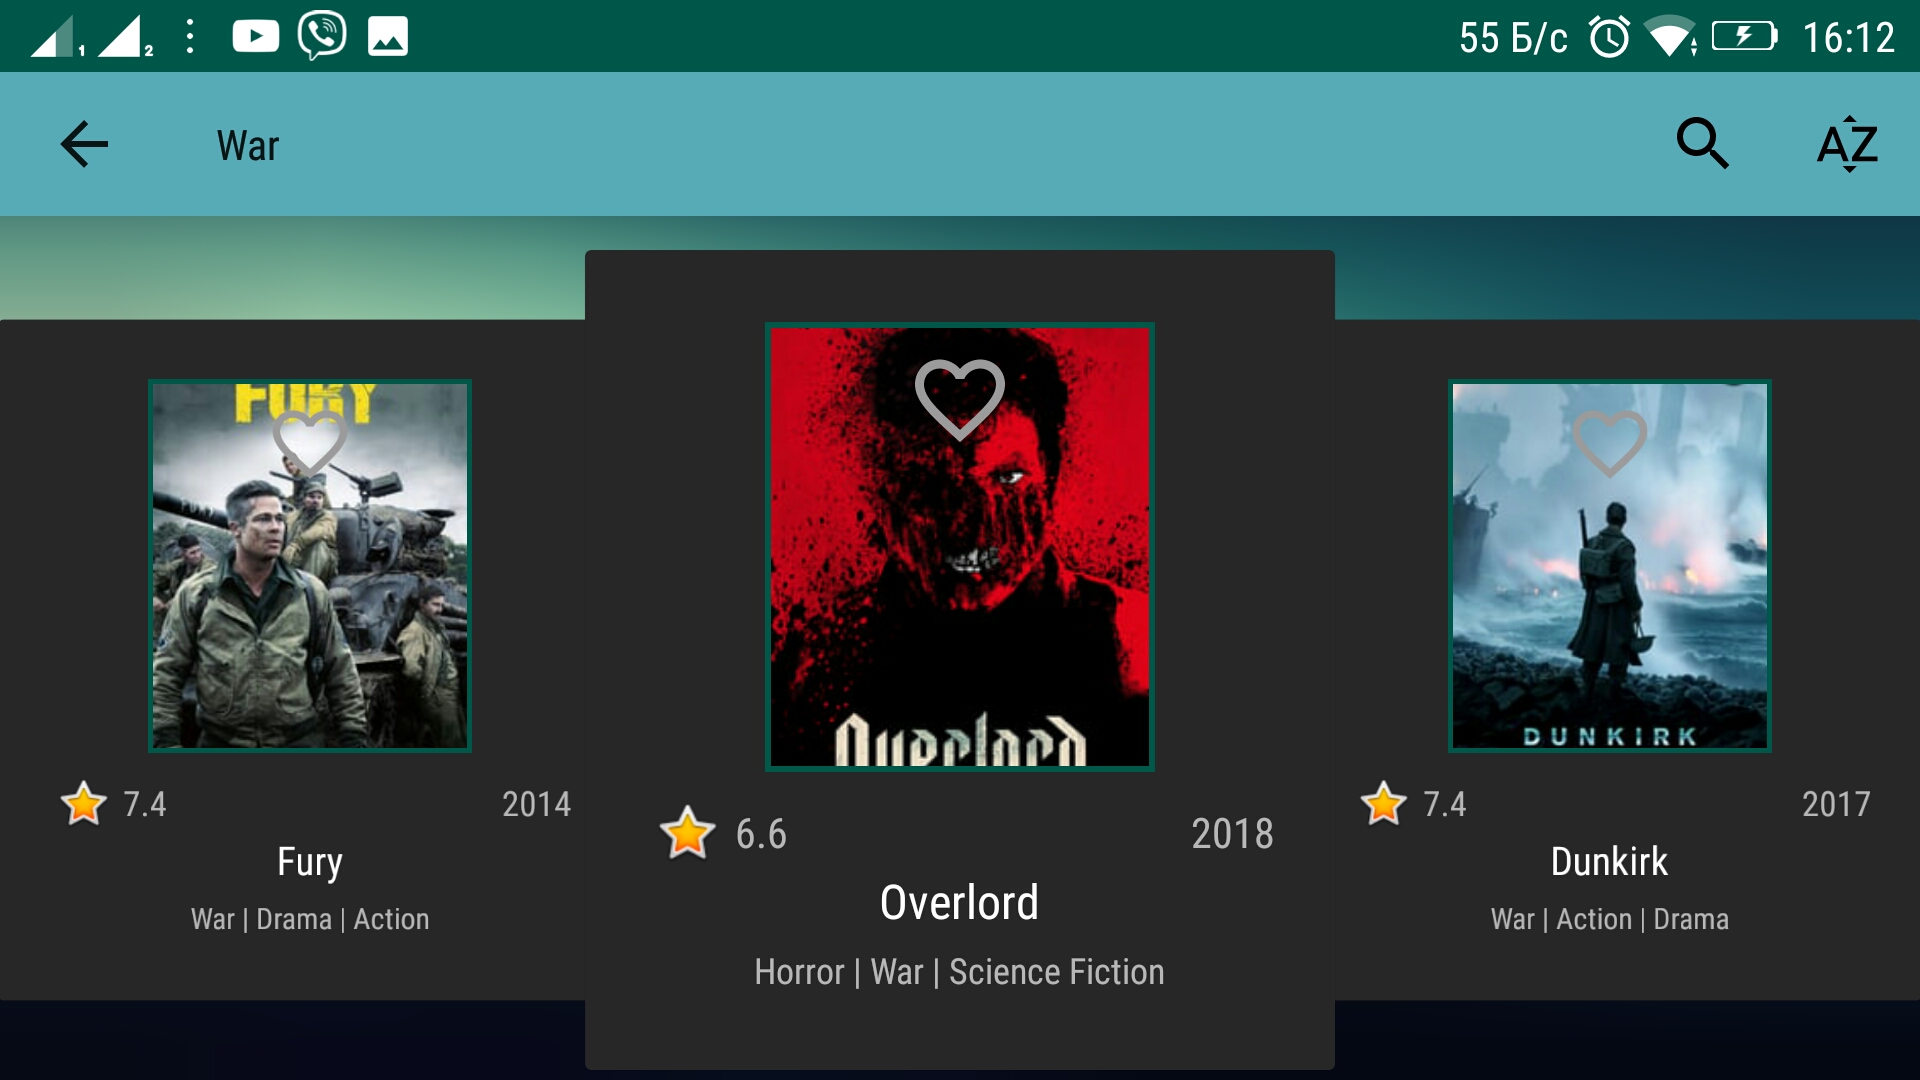 1 2 55 Б/с 16:12
War AZ
FURY
7.4 2014
Fury
War | Drama | Action
Overlord
6.6 2018
Overlord
Horror | War | Science Fiction
DUNKIRK
7.4 2017
Dunkirk
War | Action | Drama